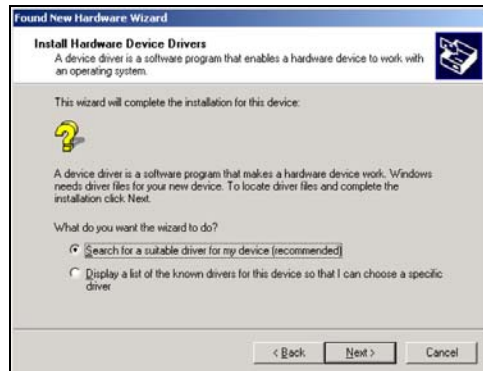 Found New Hardware Wizard
Install Hardware Device Drivers
A device driver is a software program that enables a hardware device to work with
an operating system.
This wizard will complete the installation for this device:
A device driver is a software program that makes a hardware device work. Windows
needs driver files for your new device. To locate driver files and complete the
installation click Next.
What do you want the wizard to do?
Search for a suitable driver for my device (recommended)
Display a list of the known drivers for this device so that I can choose a specific
driver
< Back Next > Cancel